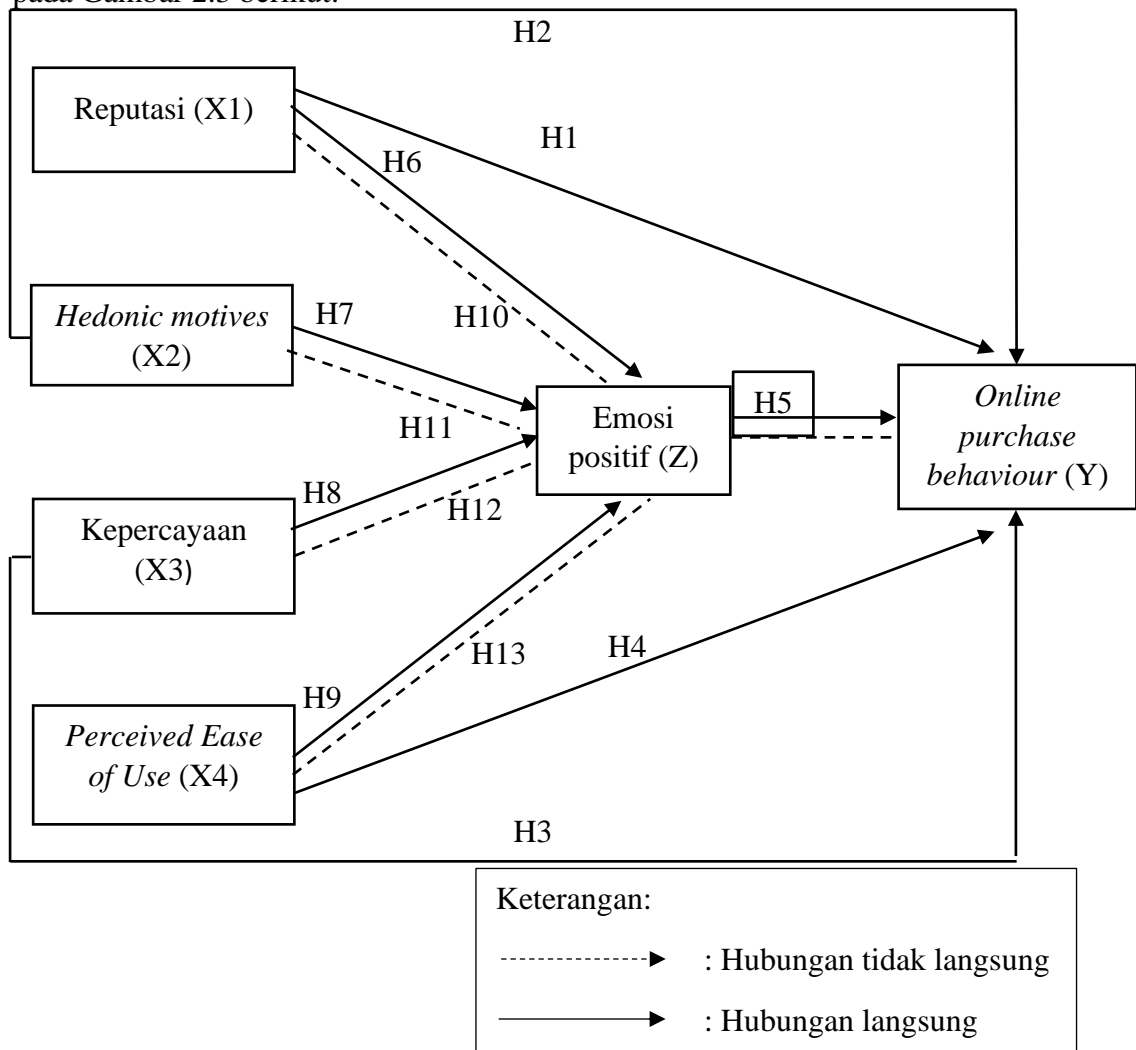 pada Gambar 2.3 berikut:
H2
Reputasi (X1)
H1
H6
H10
Hedonic motives
(X2)
H7
H11
Emosi
positif (Z)
H5
Online
purchase
behaviour (Y)
H8
H12
Kepercayaan
(X3)
H13
H4
H9
Perceived Ease
of Use (X4)
H3
Keterangan:
: Hubungan tidak langsung
: Hubungan langsung